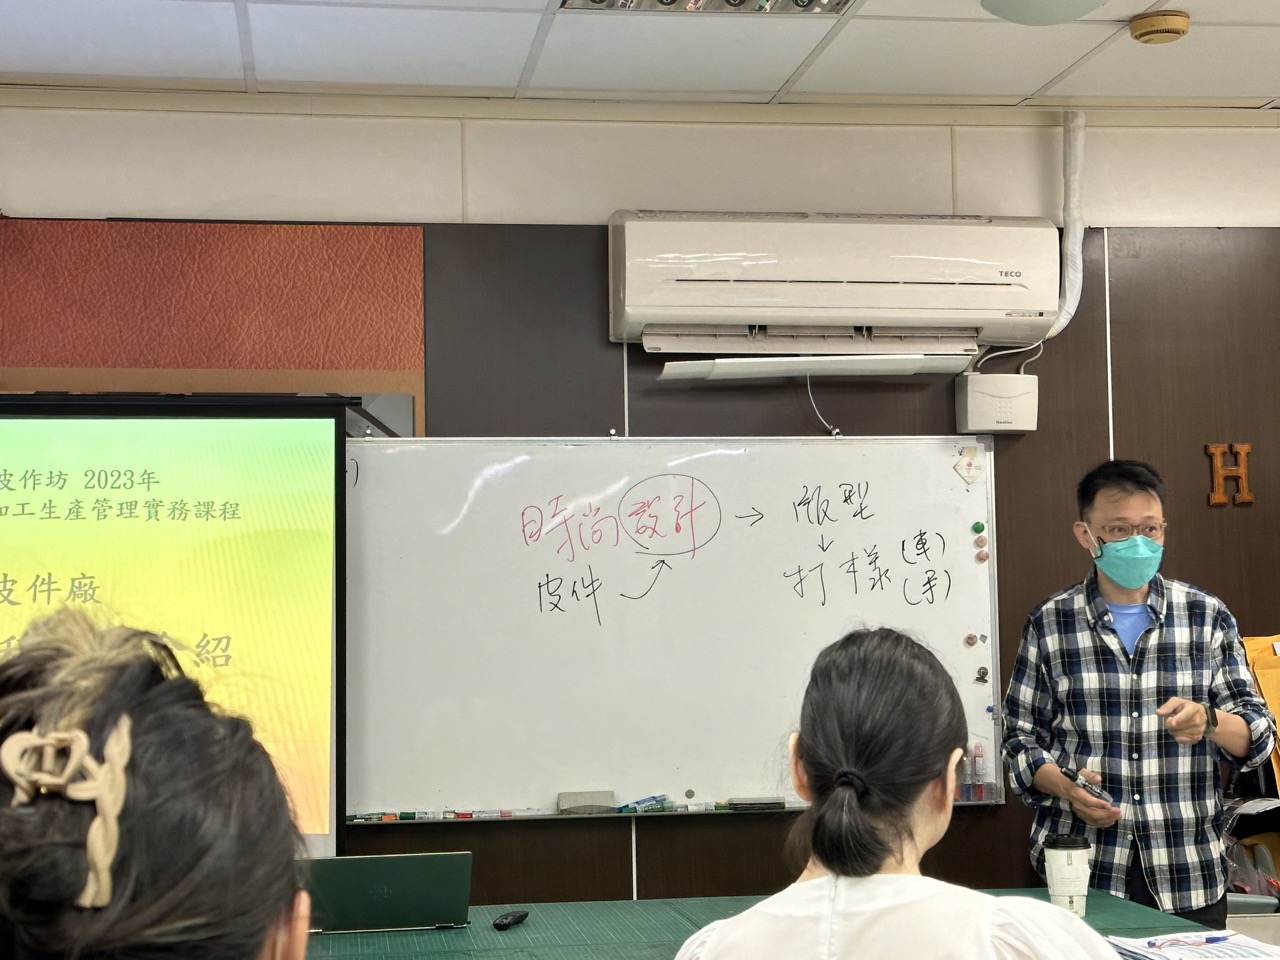 皮作坊 2023年
加工生產管理實務課程
皮件廠
紹
時尚設計 → 版型
皮件
↓
打樣 (車)
(手)
TECO
H